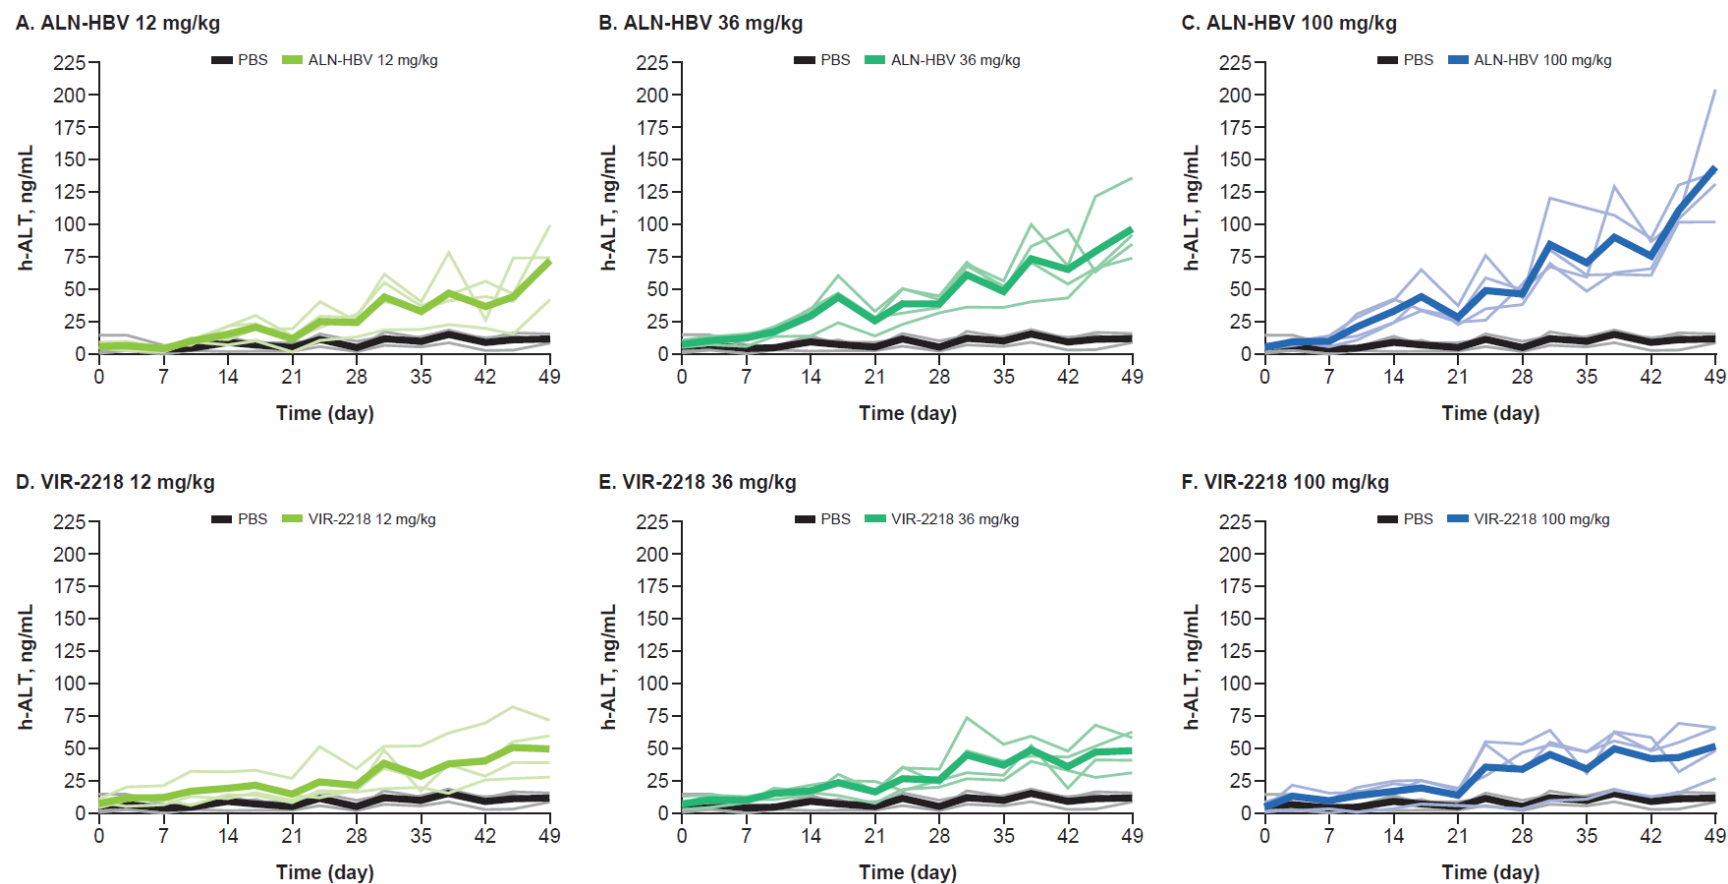 A. ALN-HBV 12 mg/kg
PBS ALN-HBV 12 mg/kg
h-ALT, ng/mL
225
200
175
150
125
100
75
50
25
0
0 7 14 21 28 35 42 49
Time (day)
B. ALN-HBV 36 mg/kg
PBS ALN-HBV 36 mg/kg
h-ALT, ng/mL
225
200
175
150
125
100
75
50
25
0
0 7 14 21 28 35 42 49
Time (day)
C. ALN-HBV 100 mg/kg
PBS ALN-HBV 100 mg/kg
h-ALT, ng/mL
225
200
175
150
125
100
75
50
25
0
0 7 14 21 28 35 42 49
Time (day)
D. VIR-2218 12 mg/kg
PBS VIR-2218 12 mg/kg
h-ALT, ng/mL
225
200
175
150
125
100
75
50
25
0
0 7 14 21 28 35 42 49
Time (day)
E. VIR-2218 36 mg/kg
PBS VIR-2218 36 mg/kg
h-ALT, ng/mL
225
200
175
150
125
100
75
50
25
0
0 7 14 21 28 35 42 49
Time (day)
F. VIR-2218 100 mg/kg
PBS VIR-2218 100 mg/kg
h-ALT, ng/mL
225
200
175
150
125
100
75
50
25
0
0 7 14 21 28 35 42 49
Time (day)